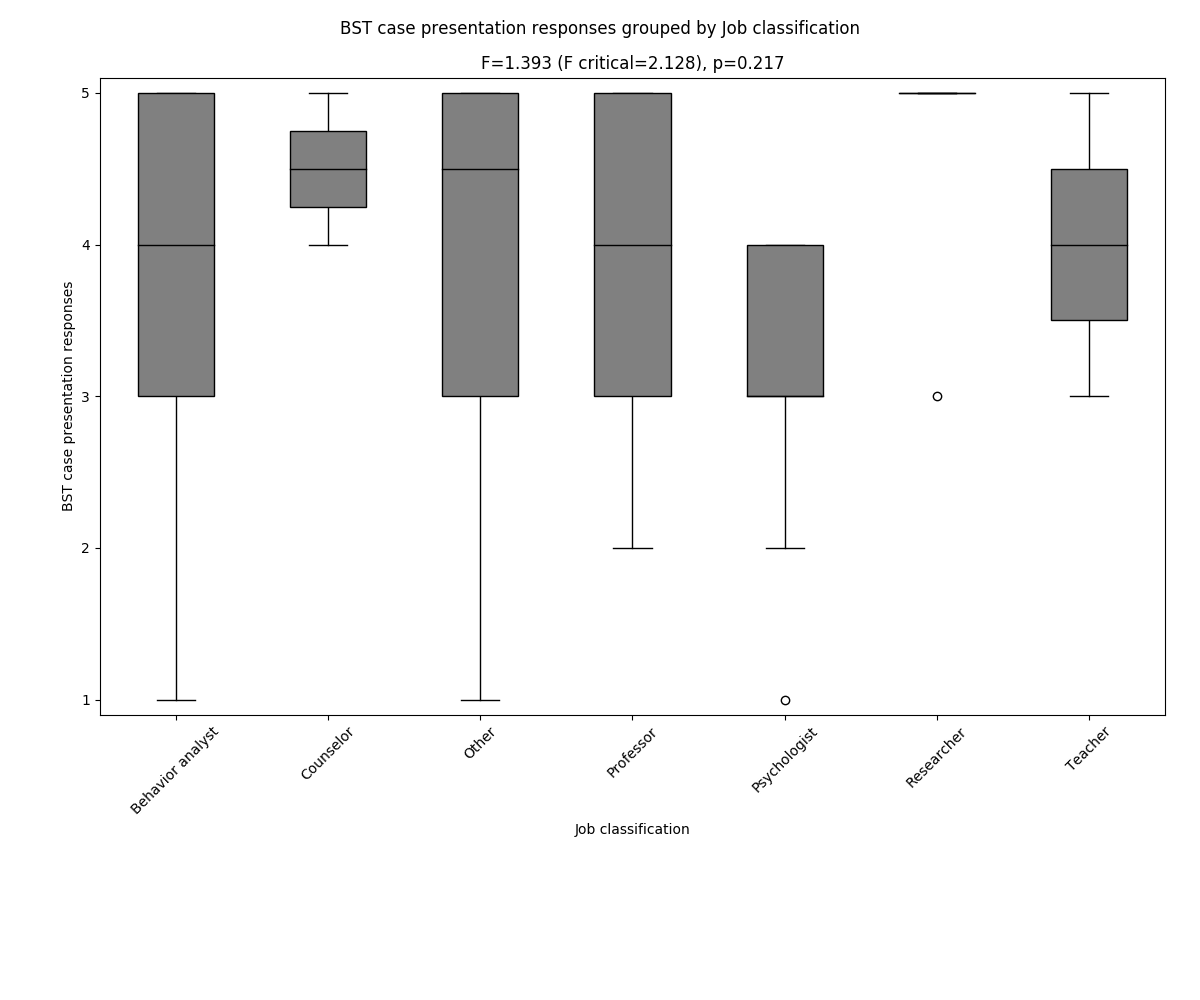 BST case presentation responses grouped by Job classification
F=1.393 (F critical=2.128), p=0.217
BST case presentation responses
5
4
3
2
1
Behavior analyst
Counselor
Other
Professor
Psychologist
Researcher
Teacher
Job classification